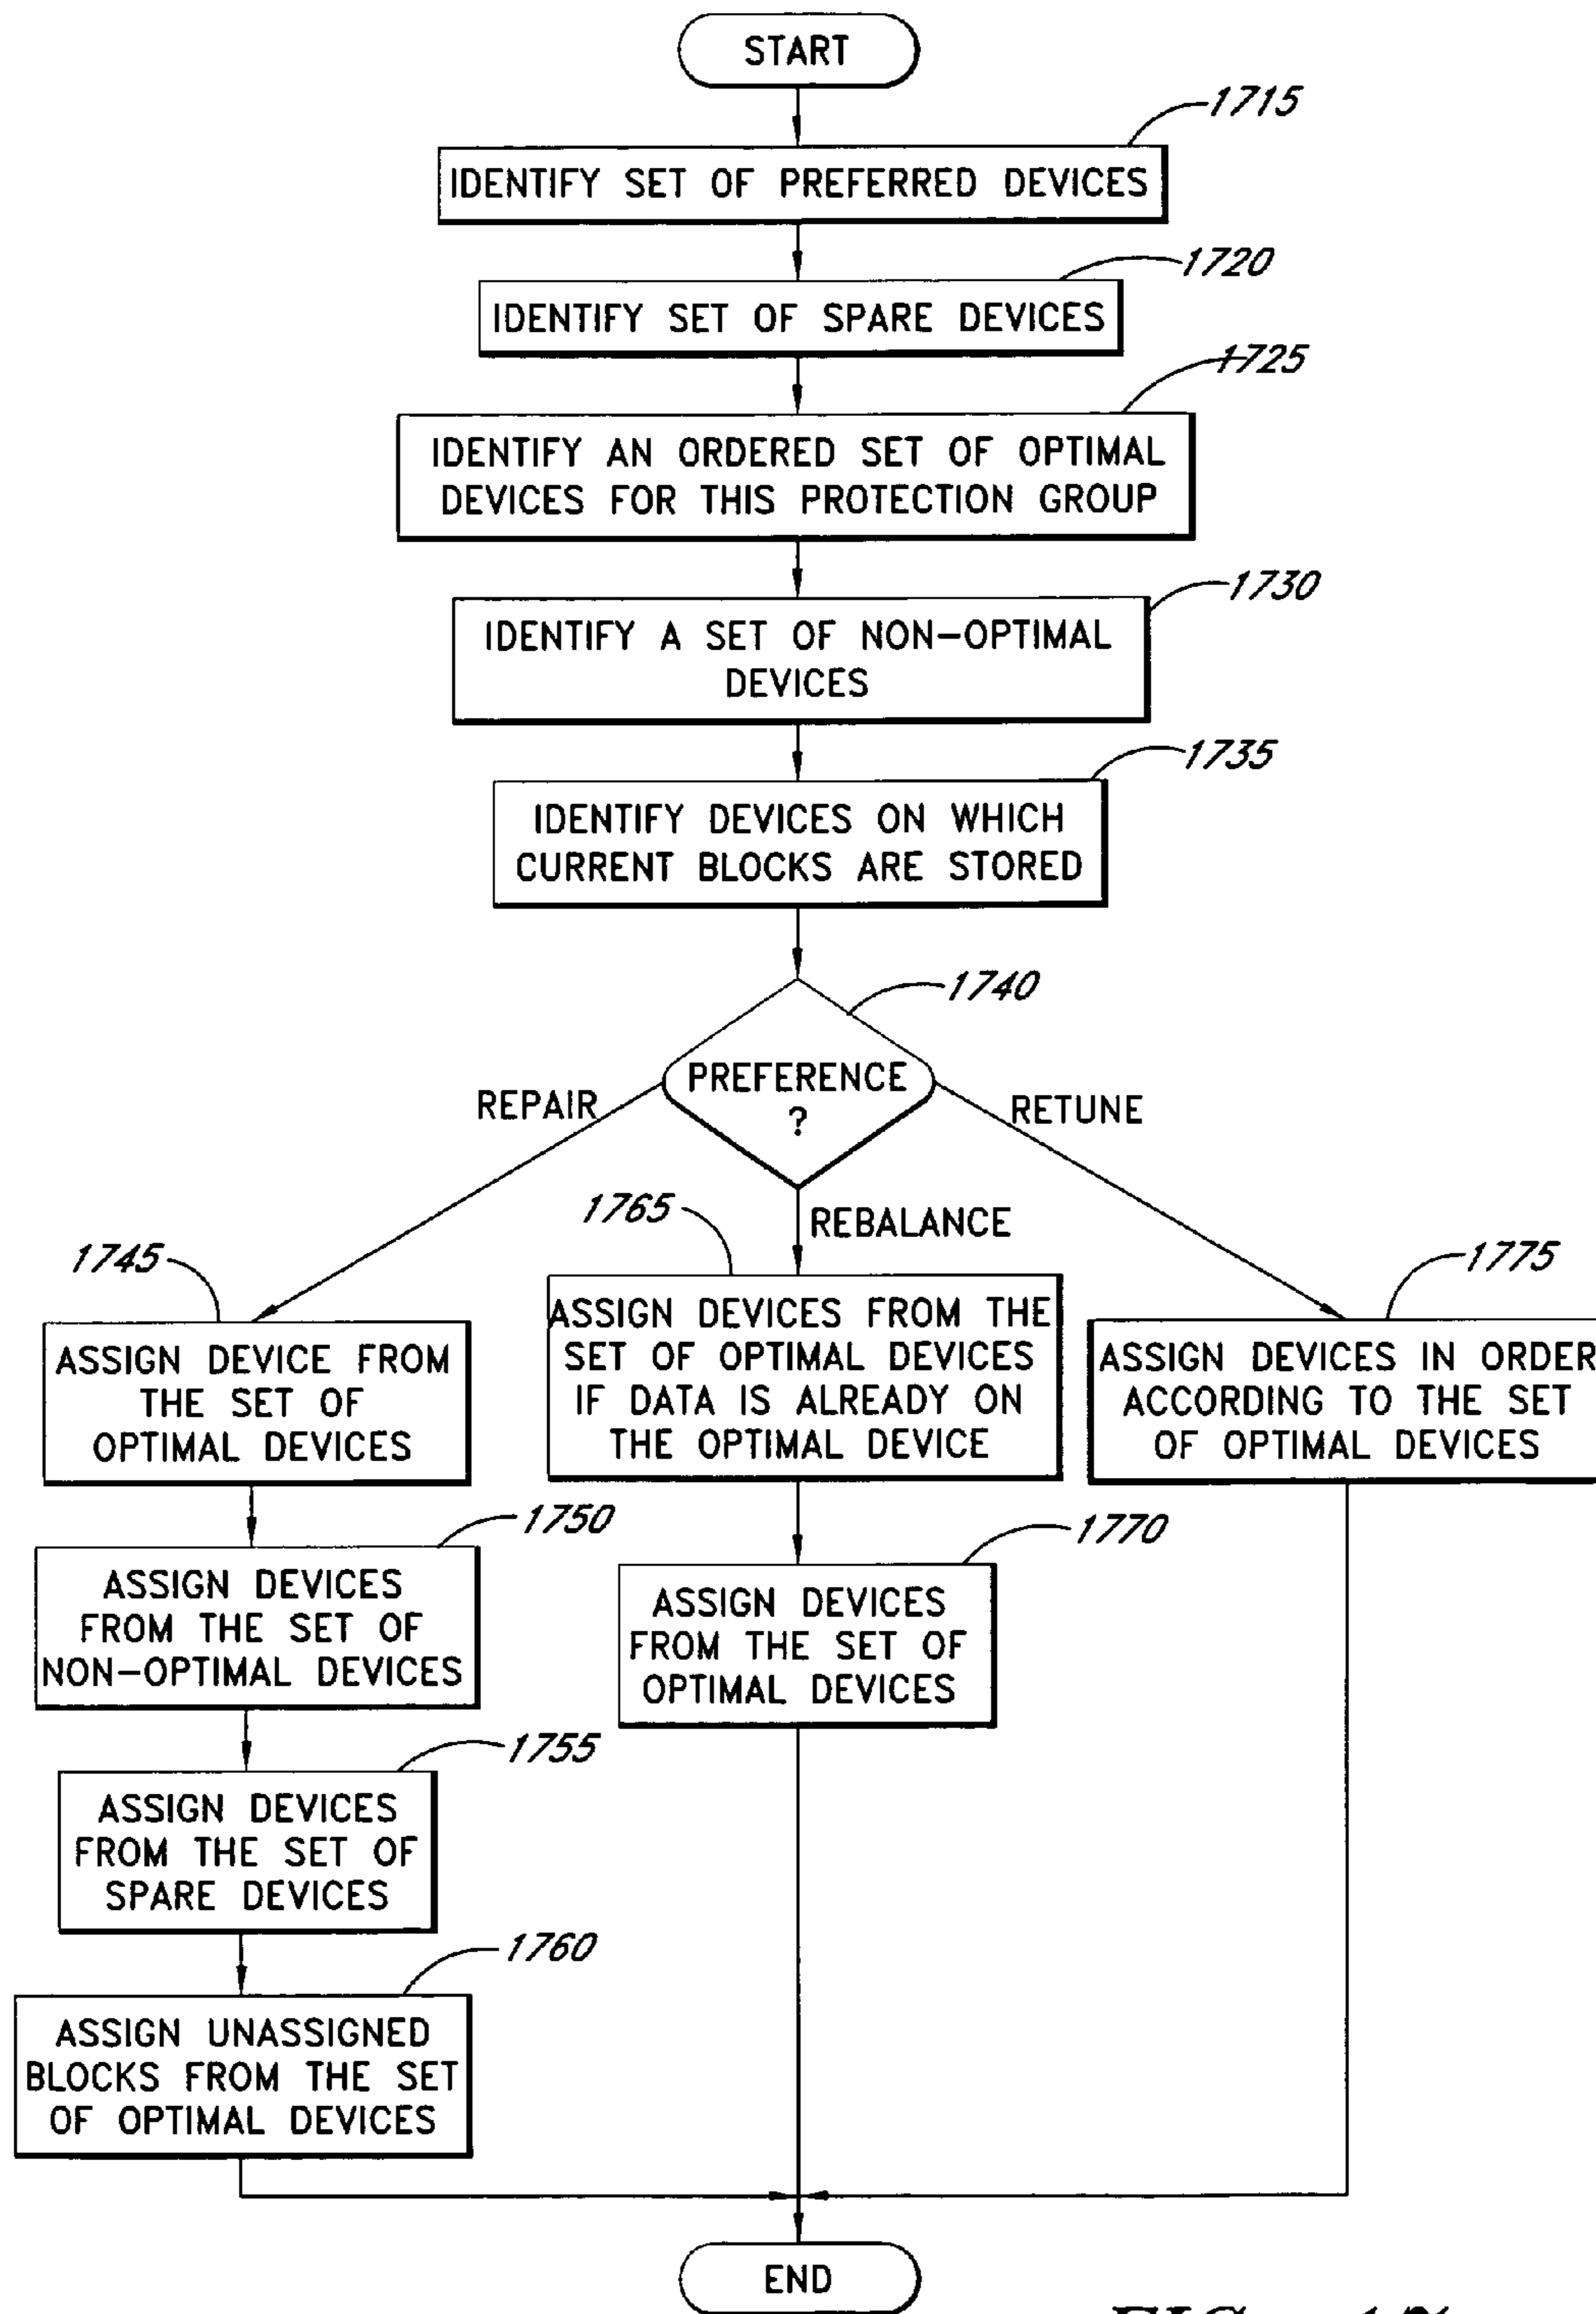 START
1715
IDENTIFY SET OF PREFERRED DEVICES
1720
IDENTIFY SET OF SPARE DEVICES
1725
IDENTIFY AN ORDERED SET OF OPTIMAL
DEVICES FOR THIS PROTECTION GROUP
1730
IDENTIFY A SET OF NON-OPTIMAL
DEVICES
1735
IDENTIFY DEVICES ON WHICH
CURRENT BLOCKS ARE STORED
1740
PREFERENCE
?
REPAIR
REBALANCE
RETUNE
1745
ASSIGN DEVICE FROM
THE SET OF
OPTIMAL DEVICES
1750
ASSIGN DEVICES
FROM THE SET OF
NON-OPTIMAL DEVICES
1755
ASSIGN DEVICES
FROM THE SET OF
SPARE DEVICES
1760
ASSIGN UNASSIGNED
BLOCKS FROM THE SET
OF OPTIMAL DEVICES
1765
ASSIGN DEVICES FROM THE
SET OF OPTIMAL DEVICES
IF DATA IS ALREADY ON
THE OPTIMAL DEVICE
1770
ASSIGN DEVICES
FROM THE SET OF
OPTIMAL DEVICES
1775
ASSIGN DEVICES IN ORDER
ACCORDING TO THE SET
OF OPTIMAL DEVICES
END